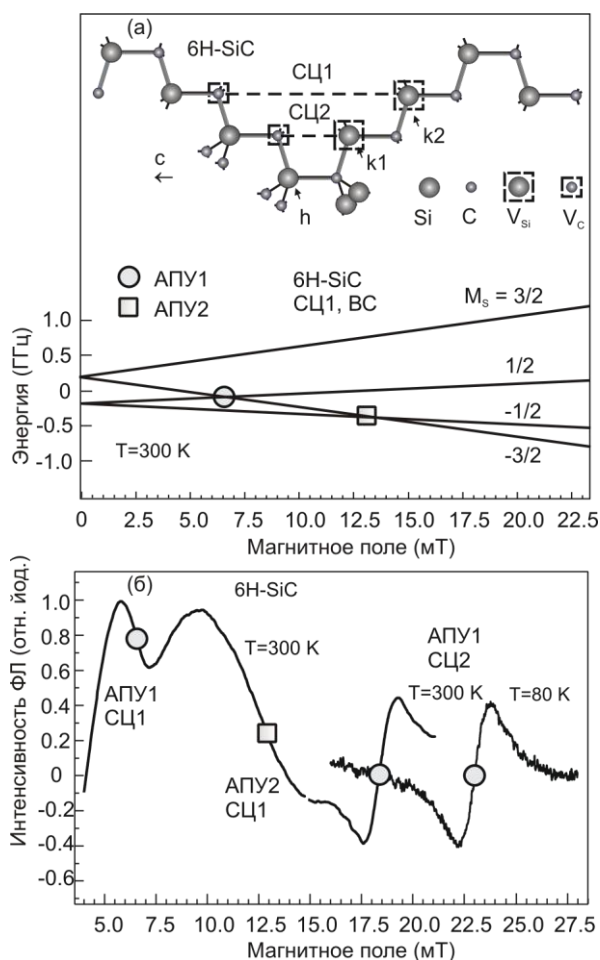 (а)
6H-SiC
СЦ1
СЦ2
k2
k1
c
←
h
Si C V_Si V_C
АПУ1
АПУ2
6H-SiC
СЦ1, ВС
M_S = 3/2
1/2
-1/2
-3/2
T=300 K
Энергия (ГГц)
1.0
0.5
0
-0.5
-1.0
0 2.5 5.0 7.5 10.0 12.5 15.0 17.5 20.0 22.5
Магнитное поле (мТ)
(б)
6H-SiC
T=300 K
АПУ1
СЦ1
АПУ2
СЦ1
АПУ1
СЦ2
T=300 K
T=80 K
Интенсивность ФЛ (отн. йод.)
1.0
0.8
0.6
0.4
0.2
0
-0.2
-0.4
-0.6
5.0 7.5 10.0 12.5 15.0 17.5 20.0 22.5 25.0 27.5
Магнитное поле (мТ)